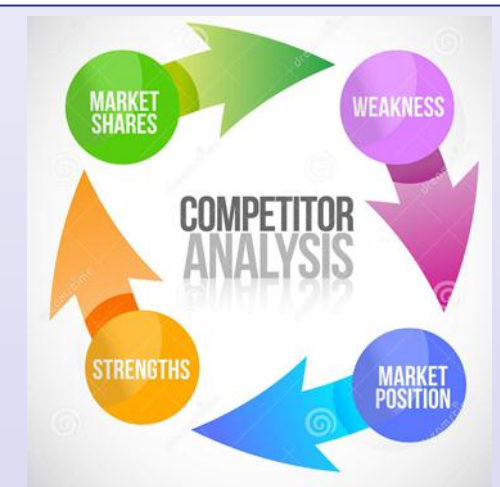 MARKET
SHARES
WEAKNESS
COMPETITOR
ANALYSIS
STRENGTHS
MARKET
POSITION